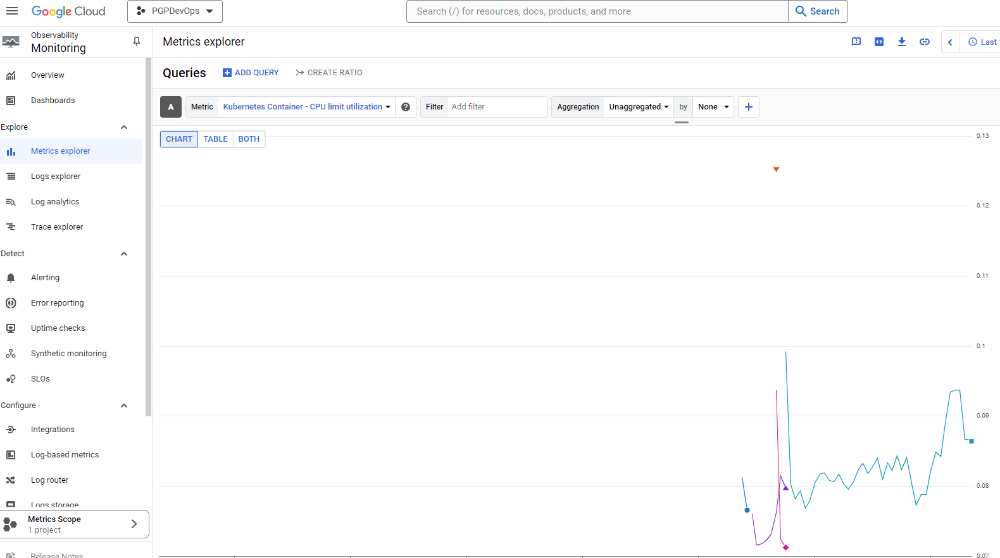 Google Cloud
PGPDevOps
Search (/) for resources, docs, products, and more
Search
Observability
Monitoring
Metrics explorer
Last
Overview
Dashboards
Explore
Metrics explorer
Logs explorer
Log analytics
Trace explorer
Detect
Alerting
Error reporting
Uptime checks
Synthetic monitoring
SLOs
Configure
Integrations
Log-based metrics
Log router
Logs storage
Metrics Scope
1 project
Release Notes
Queries
ADD QUERY
CREATE RATIO
A
Metric
Kubernetes Container - CPU limit utilization
Filter
Add filter
Aggregation
Unaggregated
by
None
CHART
TABLE
BOTH
0.13
0.12
0.11
0.1
0.09
0.08
0.07